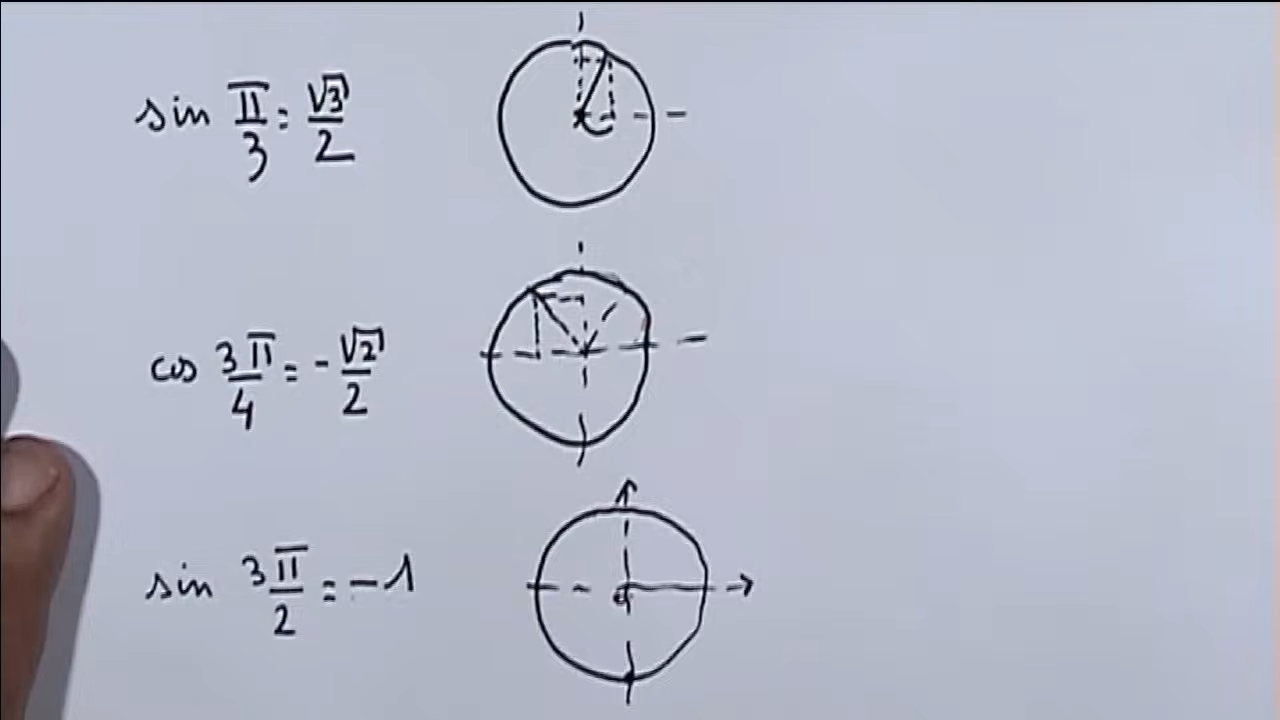 sin π/3 = √3/2
cos 3π/4 = -√2/2
sin 3π/2 = -1